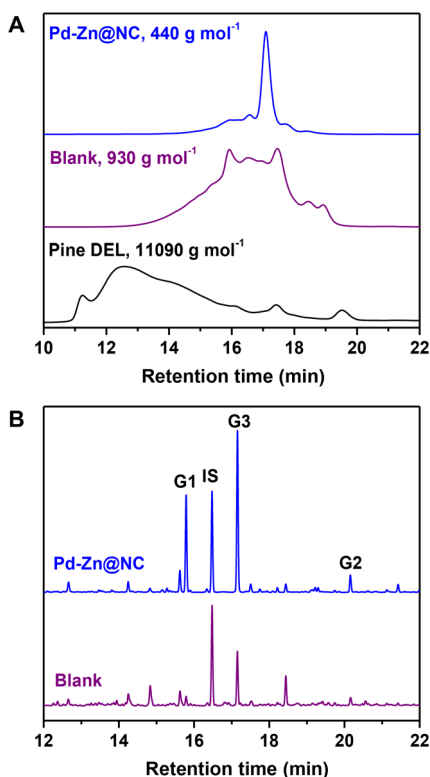 A
Pd-Zn@NC, 440 g mol⁻¹
Blank, 930 g mol⁻¹
Pine DEL, 11090 g mol⁻¹
10 12 14 16 18 20 22
Retention time (min)
B
G3
G1 IS
Pd-Zn@NC
G2
Blank
12 14 16 18 20 22
Retention time (min)